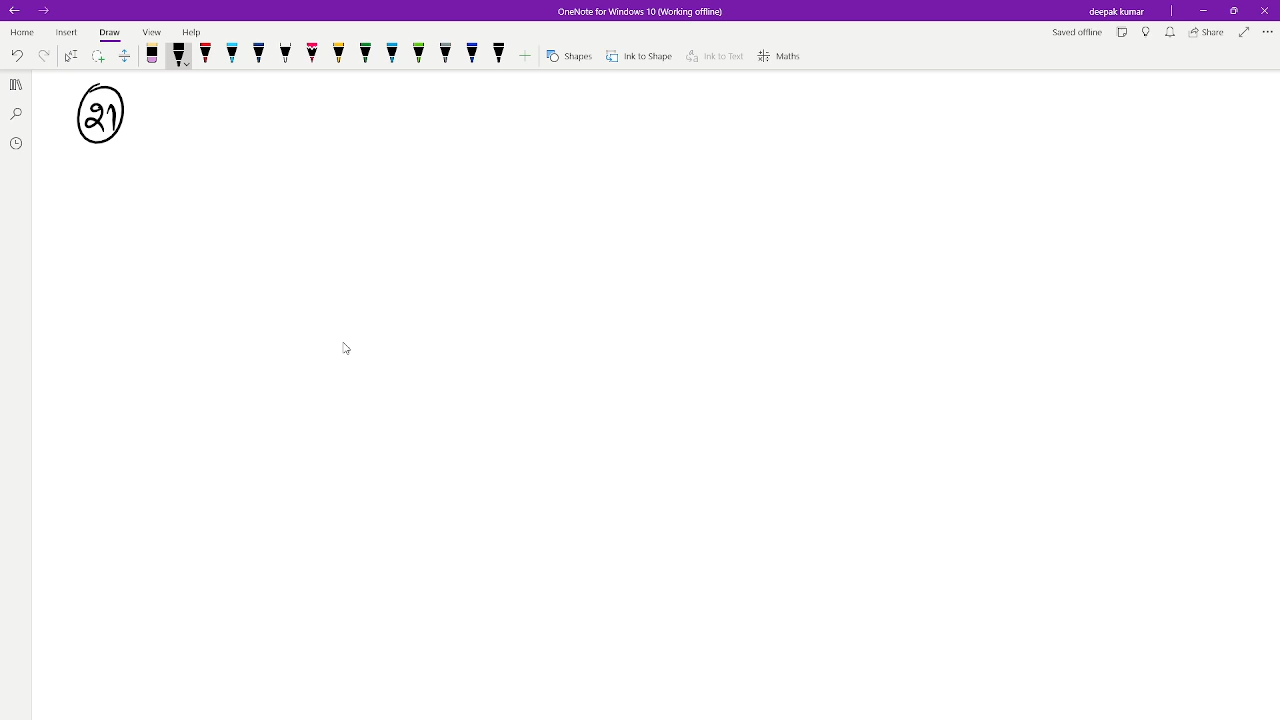 OneNote for Windows 10 (Working offline)
deepak kumar
Home Insert Draw View Help
Saved offline
Share
Shapes
Ink to Shape
Ink to Text
Maths
21